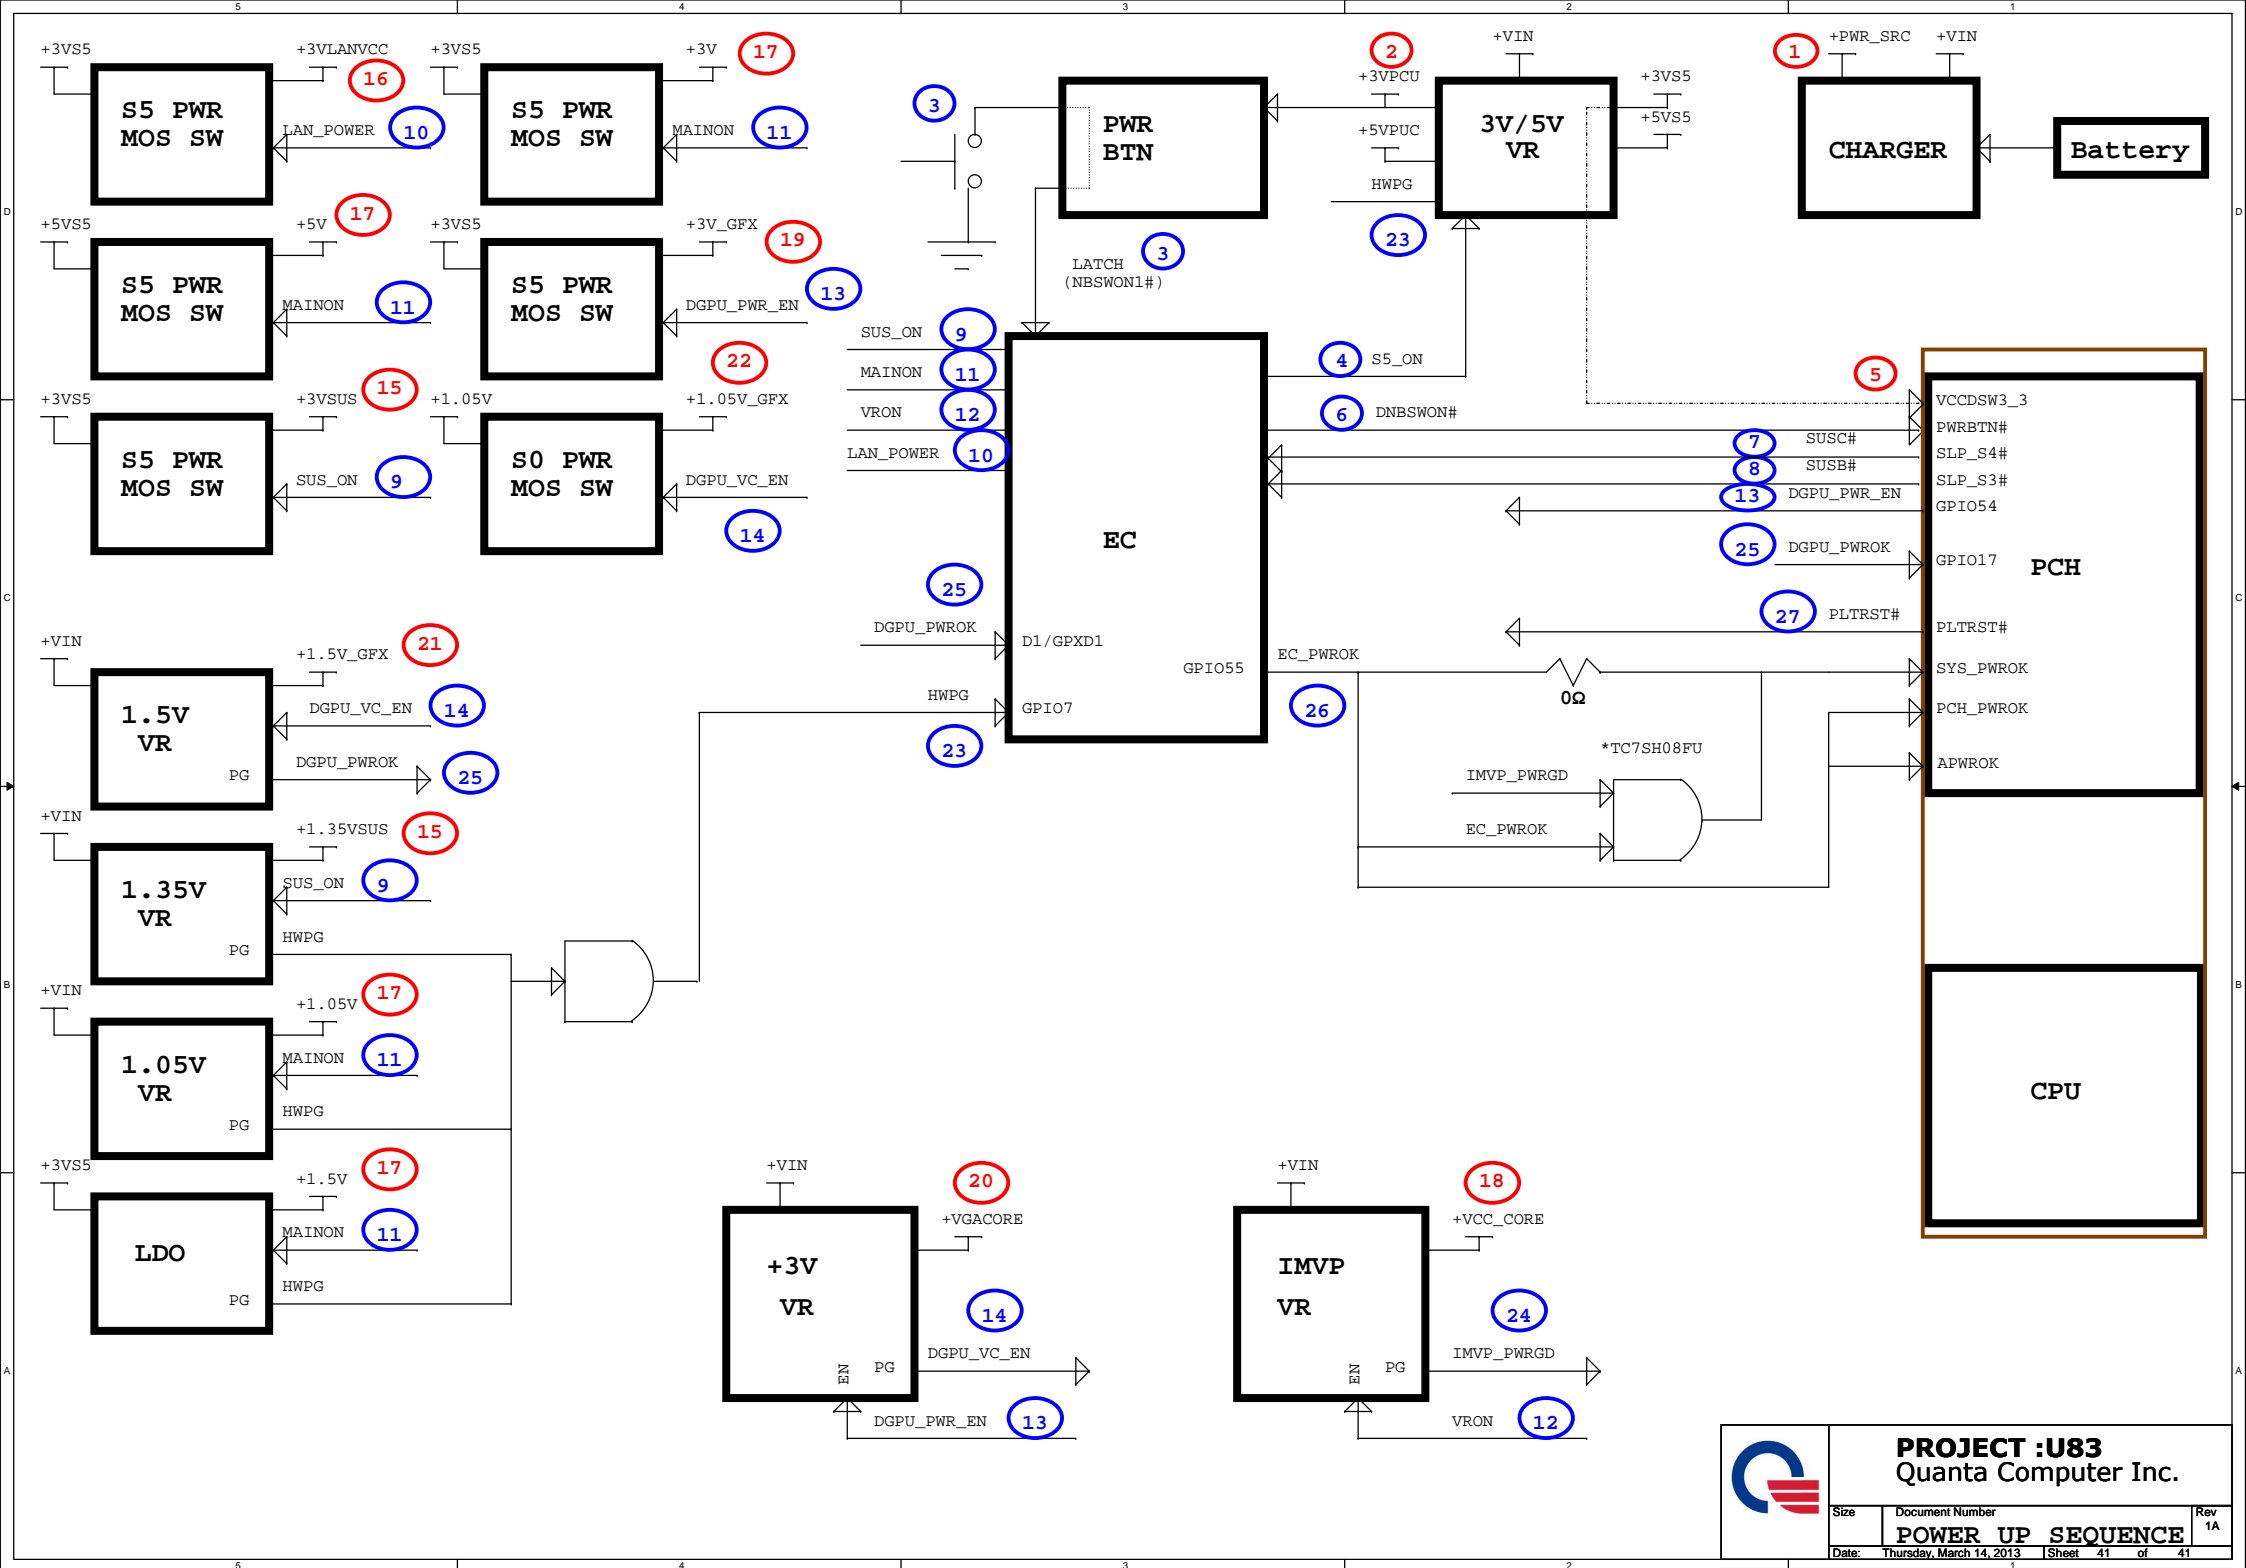 5 4 3 2 1
+3VS5 +3VLANVCC 16
S5 PWR
MOS SW
LAN_POWER 10
+3VS5 +3V 17
S5 PWR
MOS SW
MAINON 11
3
PWR
BTN
LATCH 3
(NBSWON1#)
2
+3VPCU
+5VPUC
HWPG
23
+VIN
3V/5V
VR
+3VS5
+5VS5
1 +PWR_SRC +VIN
CHARGER
Battery
D D
+5VS5 +5V 17
S5 PWR
MOS SW
MAINON 11
+3VS5 +3V_GFX 19
S5 PWR
MOS SW
13
DGPU_PWR_EN
+3VS5 +3VSUS 15
S5 PWR
MOS SW
SUS_ON 9
22
+1.05V +1.05V_GFX
S0 PWR
MOS SW
DGPU_VC_EN
14
SUS_ON 9
MAINON 11
VRON 12
LAN_POWER 10
EC
25
DGPU_PWROK D1/GPXD1
HWPG GPIO7
23
GPIO55
EC_PWROK
26
4 S5_ON
6 DNBSWON#
5
VCCDSW3_3
PWRBTN#
7 SUSC# SLP_S4#
8 SUSB# SLP_S3#
13 DGPU_PWR_EN GPIO54
25 DGPU_PWROK GPIO17
PCH
27 PLTRST# PLTRST#
SYS_PWROK
PCH_PWROK
APWROK
0Ω
*TC7SH08FU
IMVP_PWRGD
EC_PWROK
C C
+VIN +1.5V_GFX 21
1.5V
VR
DGPU_VC_EN 14
PG DGPU_PWROK 25
+VIN +1.35VSUS 15
1.35V
VR
SUS_ON 9
PG HWPG
B B
+VIN +1.05V 17
1.05V
VR
MAINON 11
PG HWPG
+3VS5 +1.5V 17
LDO
MAINON 11
PG HWPG
+VIN 20
+VGACORE
+3V
VR
14
EN PG DGPU_VC_EN
DGPU_PWR_EN 13
+VIN 18
+VCC_CORE
IMVP
VR
24
EN PG IMVP_PWRGD
VRON 12
CPU
A A
PROJECT :U83
Quanta Computer Inc.
Size Document Number Rev
POWER UP SEQUENCE 1A
Date: Thursday, March 14, 2013 Sheet 41 of 41
5 4 3 2 1